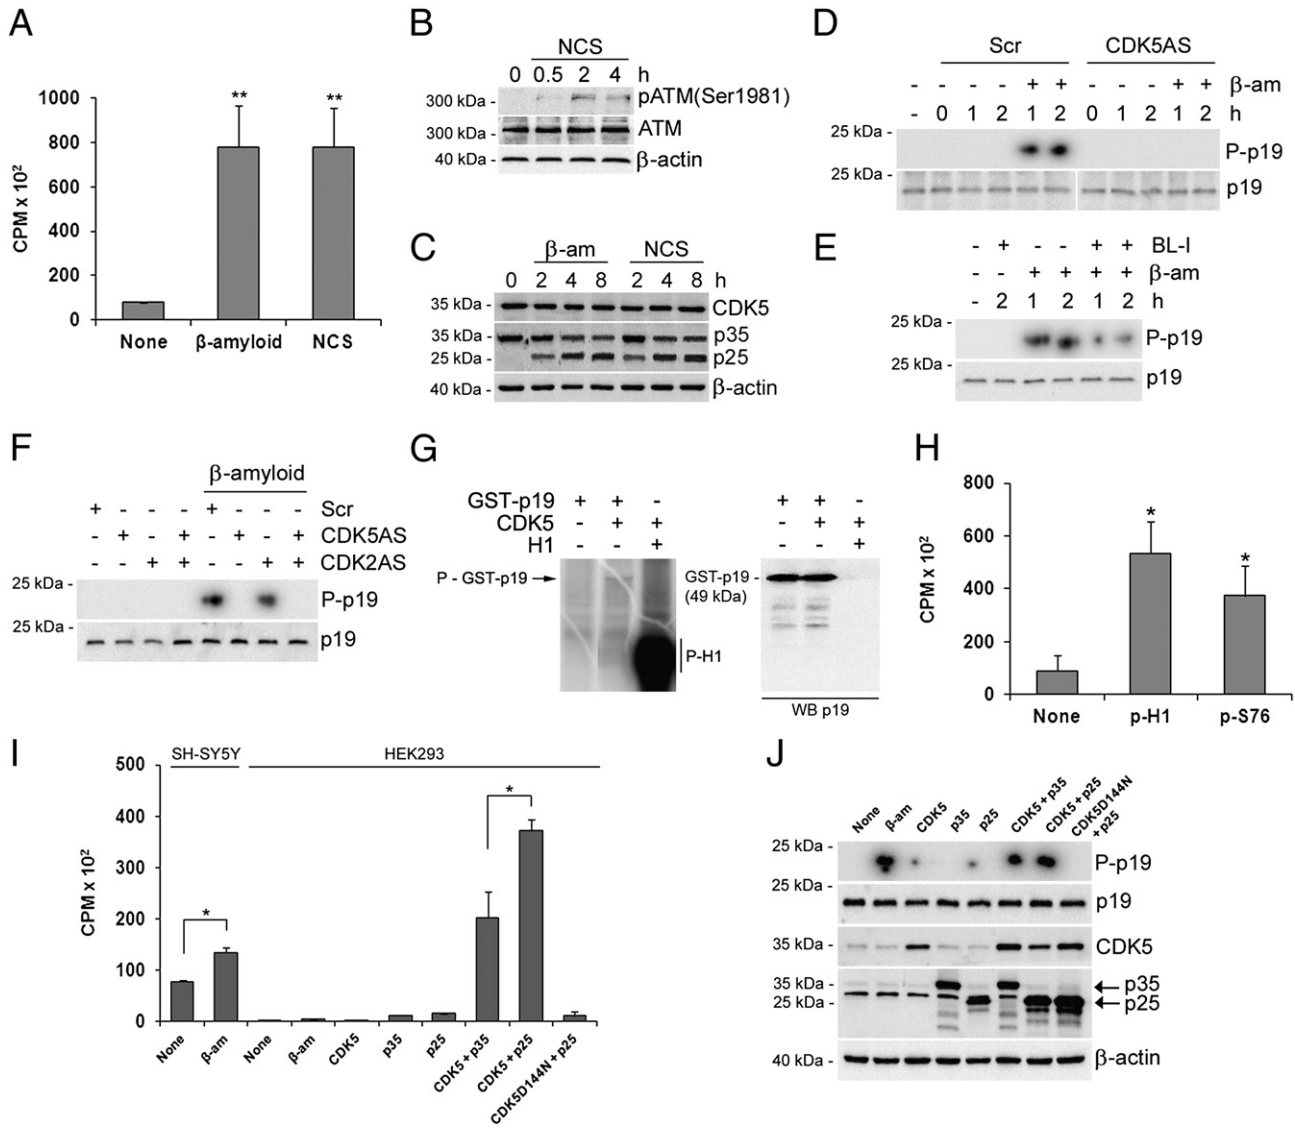 A
1000
800
600
400
200
0
CPM x 10²
** **
None β-amyloid NCS
B
NCS
0 0.5 2 4 h
300 kDa - pATM(Ser1981)
300 kDa - ATM
40 kDa - β-actin
C
β-am NCS
0 2 4 8 2 4 8 h
35 kDa - CDK5
35 kDa - p35
25 kDa - p25
40 kDa - β-actin
D
Scr CDK5AS
- - - - + + - - - + + β-am
- 0 1 2 1 2 0 1 2 1 2 h
25 kDa - P-p19
25 kDa - p19
E
- + - - + + BL-I
- - + + + + β-am
- 2 1 2 1 2 h
25 kDa - P-p19
25 kDa - p19
F
β-amyloid
+ - - - + - - - Scr
- + - + - + - + CDK5AS
- - + + - - + + CDK2AS
25 kDa - P-p19
25 kDa - p19
G
GST-p19 + + - + + -
CDK5 - + + - + +
H1 - - + - - +
P - GST-p19
P-H1
GST-p19 -
(49 kDa)
WB p19
H
800
600
400
200
0
CPM x 10²
* *
None p-H1 p-S76
I
SH-SY5Y HEK293
500
400
300
200
100
0
CPM x 10²
* *
None β-am None β-am CDK5 p35 p25 CDK5 + p35 CDK5 + p25 CDK5D144N + p25
J
None β-am CDK5 p35 p25 CDK5 + p35 CDK5 + p25 CDK5D144N
+ p25
25 kDa - P-p19
25 kDa - p19
35 kDa - CDK5
35 kDa - p35
25 kDa - p25
40 kDa - β-actin